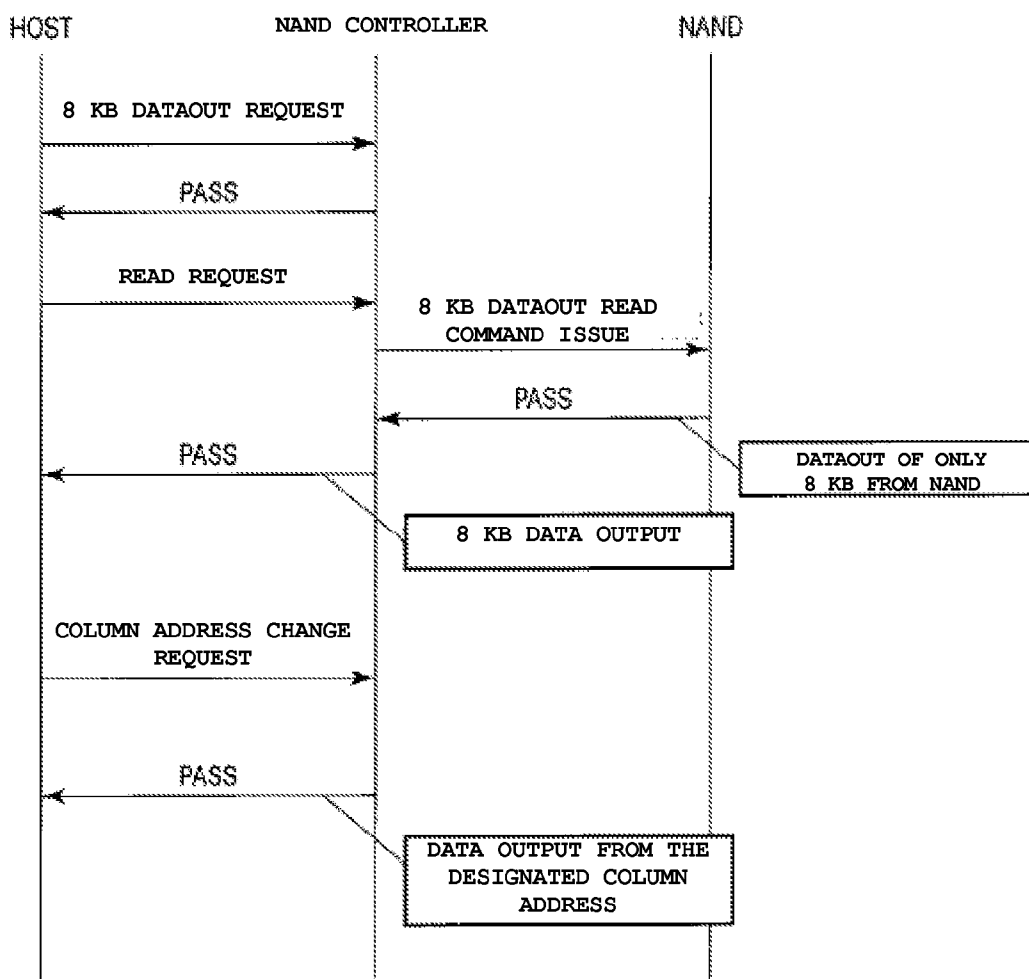 HOST
NAND CONTROLLER
NAND
8 KB DATAOUT REQUEST
PASS
READ REQUEST
8 KB DATAOUT READ
COMMAND ISSUE
PASS
PASS
DATAOUT OF ONLY
8 KB FROM NAND
8 KB DATA OUTPUT
COLUMN ADDRESS CHANGE
REQUEST
PASS
DATA OUTPUT FROM THE
DESIGNATED COLUMN
ADDRESS